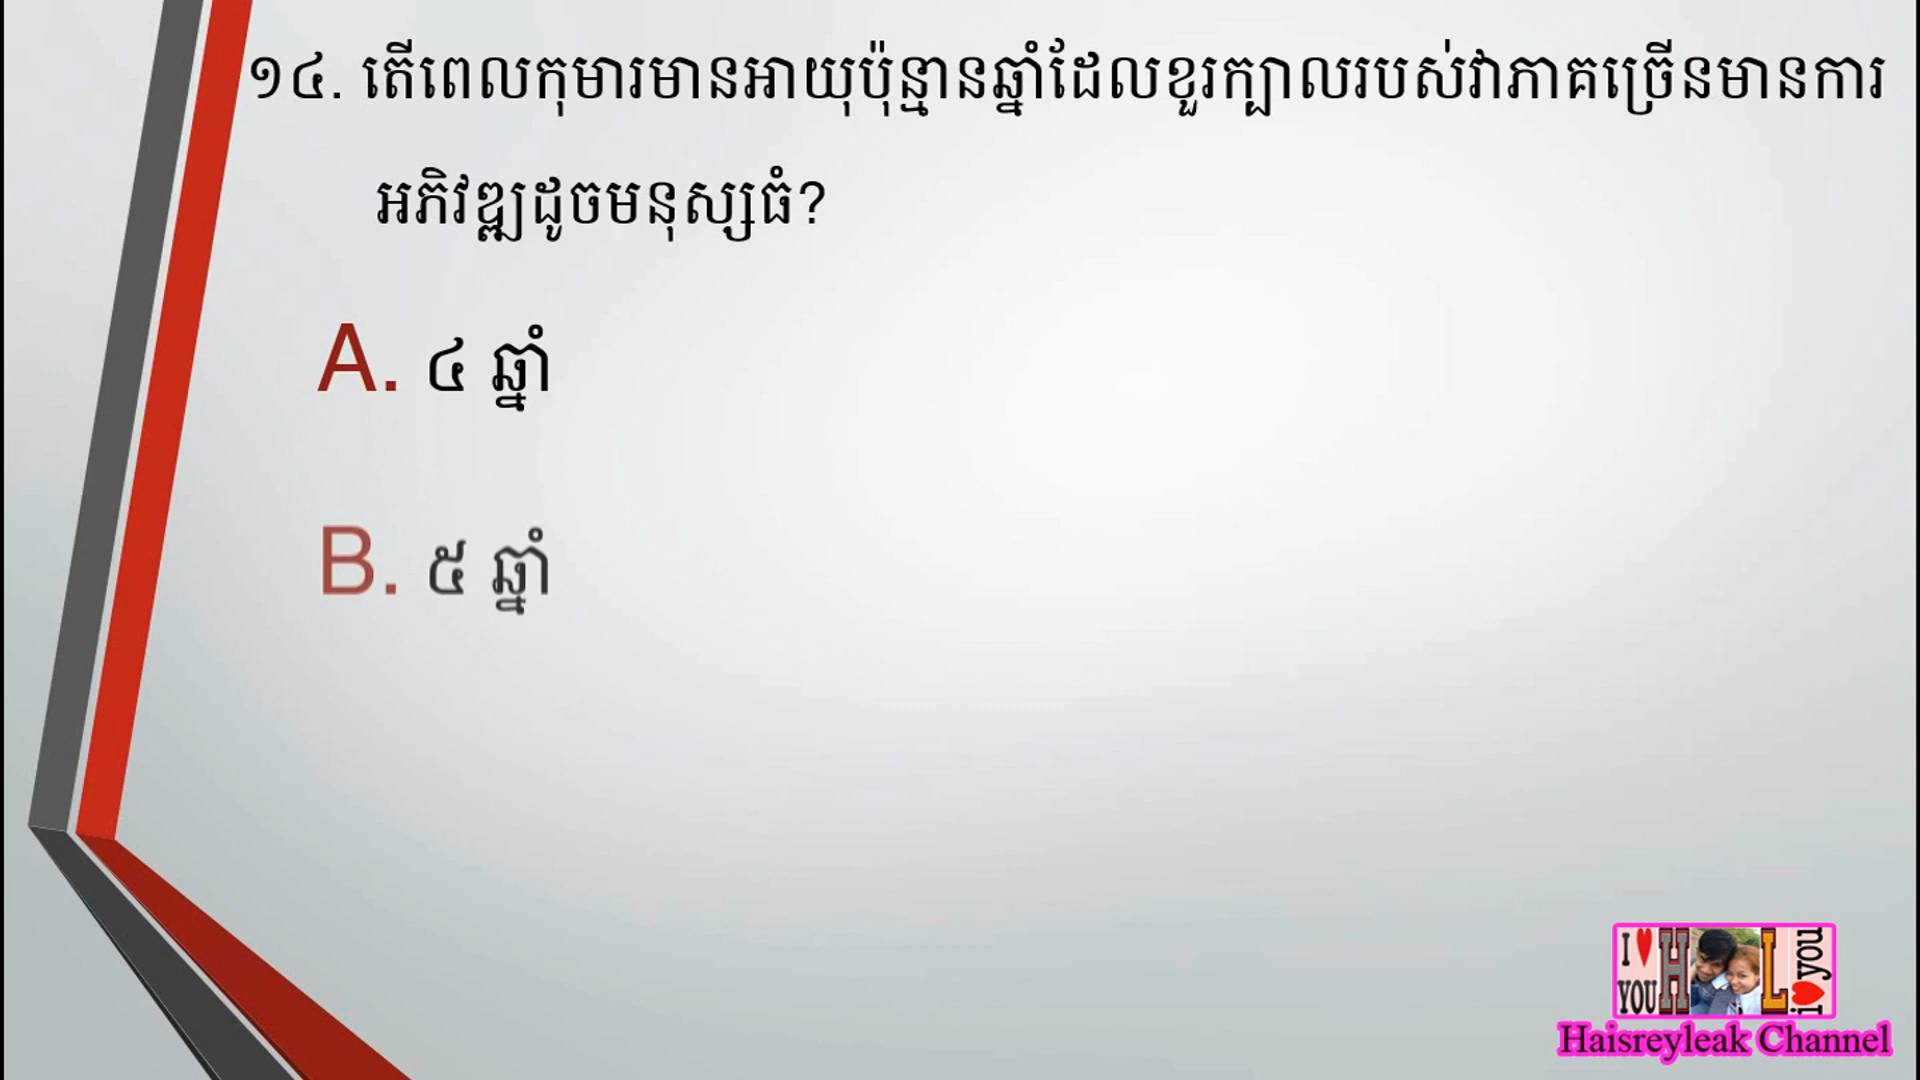 ១៤. តើពេលកុមារមានអាយុប៉ុន្មានឆ្នាំដែលខួរក្បាលរបស់វាភាគច្រើនមានការ
អភិវឌ្ឍដូចមនុស្សធំ?
A. ៤ ឆ្នាំ
B. ៥ ឆ្នាំ
I ♥ YOU H L i ♥ you
Haisreyleak Channel